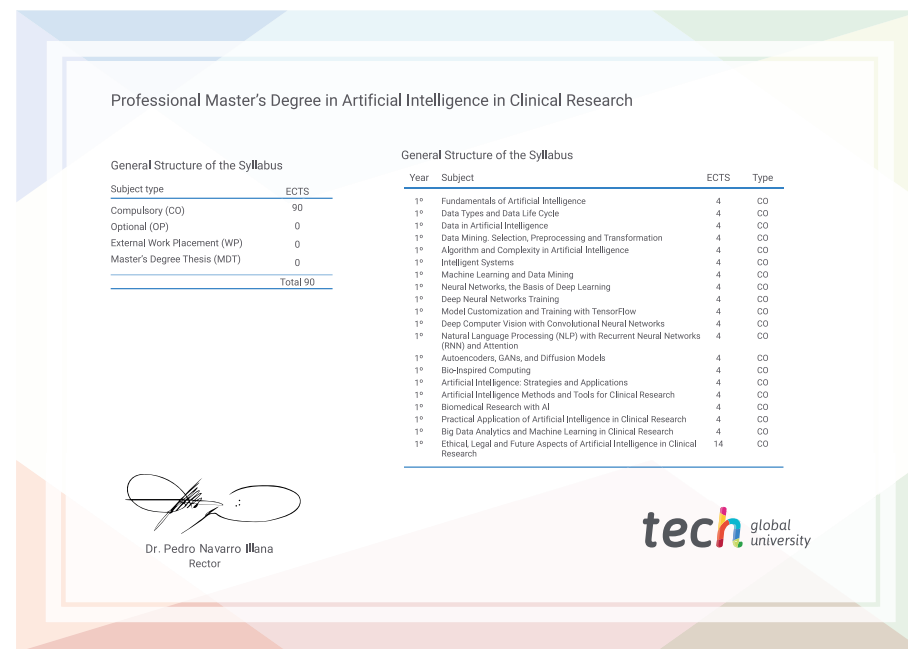 Professional Master's Degree in Artificial Intelligence in Clinical Research
General Structure of the Syllabus
Subject type ECTS
Compulsory (CO) 90
Optional (OP) 0
External Work Placement (WP) 0
Master's Degree Thesis (MDT) 0
Total 90
General Structure of the Syllabus
Year Subject ECTS Type
1º Fundamentals of Artificial Intelligence 4 CO
1º Data Types and Data Life Cycle 4 CO
1º Data in Artificial Intelligence 4 CO
1º Data Mining. Selection, Preprocessing and Transformation 4 CO
1º Algorithm and Complexity in Artificial Intelligence 4 CO
1º Intelligent Systems 4 CO
1º Machine Learning and Data Mining 4 CO
1º Neural Networks, the Basis of Deep Learning 4 CO
1º Deep Neural Networks Training 4 CO
1º Model Customization and Training with TensorFlow 4 CO
1º Deep Computer Vision with Convolutional Neural Networks 4 CO
1º Natural Language Processing (NLP) with Recurrent Neural Networks 4 CO
(RNN) and Attention
1º Autoencoders, GANs, and Diffusion Models 4 CO
1º Bio-Inspired Computing 4 CO
1º Artificial Intelligence: Strategies and Applications 4 CO
1º Artificial Intelligence Methods and Tools for Clinical Research 4 CO
1º Biomedical Research with AI 4 CO
1º Practical Application of Artificial Intelligence in Clinical Research 4 CO
1º Big Data Analytics and Machine Learning in Clinical Research 4 CO
1º Ethical, Legal and Future Aspects of Artificial Intelligence in Clinical 14 CO
Research
Dr. Pedro Navarro Illana
Rector
tech global
university